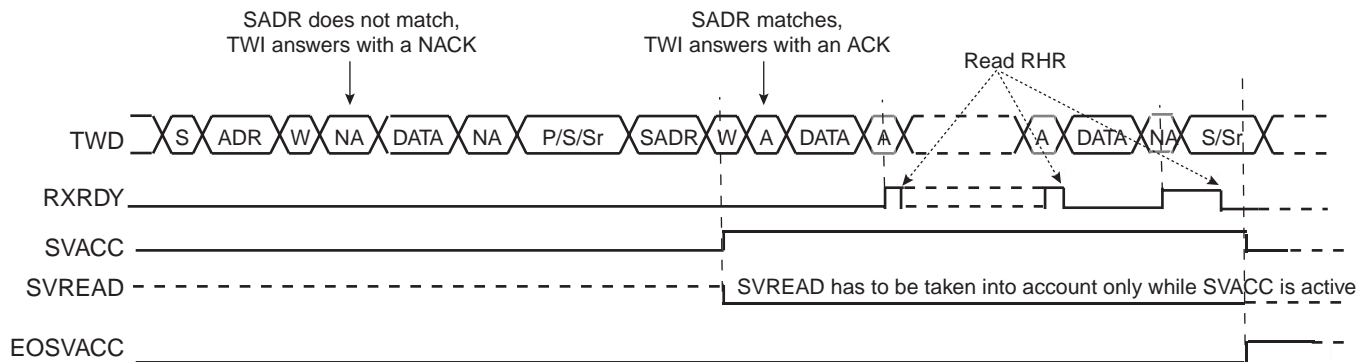 SADR does not match,
TWI answers with a NACK
SADR matches,
TWI answers with an ACK
Read RHR
TWD S ADR W NA DATA NA P/S/Sr SADR W A DATA A A DATA NA S/Sr
RXRDY
SVACC
SVREAD SVREAD has to be taken into account only while SVACC is active
EOSVACC